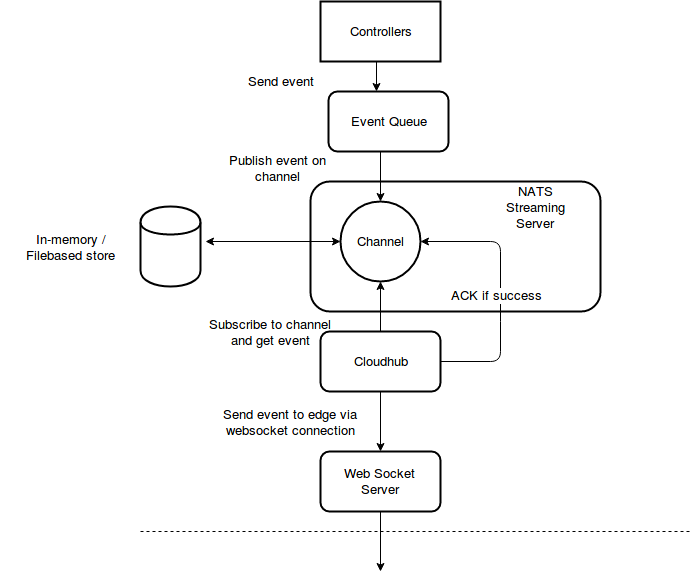 Controllers
Send event
Event Queue
Publish event on
channel
NATS
Streaming
Server
In-memory /
Filebased store
Channel
ACK if success
Subscribe to channel
and get event
Cloudhub
Send event to edge via
websocket connection
Web Socket
Server